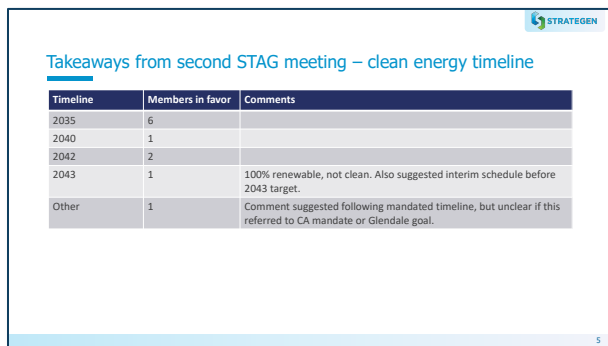 STRATEGEN
Takeaways from second STAG meeting – clean energy timeline
Timeline Members in favor Comments
2035 6
2040 1
2042 2
2043 1 100% renewable, not clean. Also suggested interim schedule before
2043 target.
Other 1 Comment suggested following mandated timeline, but unclear if this
referred to CA mandate or Glendale goal.
5